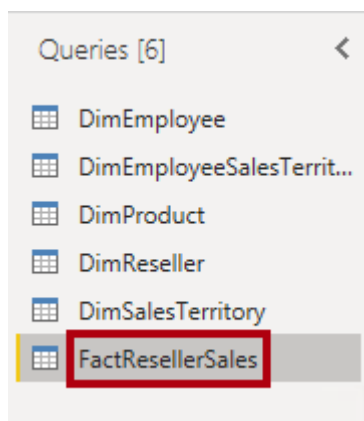 Queries [6]
DimEmployee
DimEmployeeSalesTerrit...
DimProduct
DimReseller
DimSalesTerritory
FactResellerSales